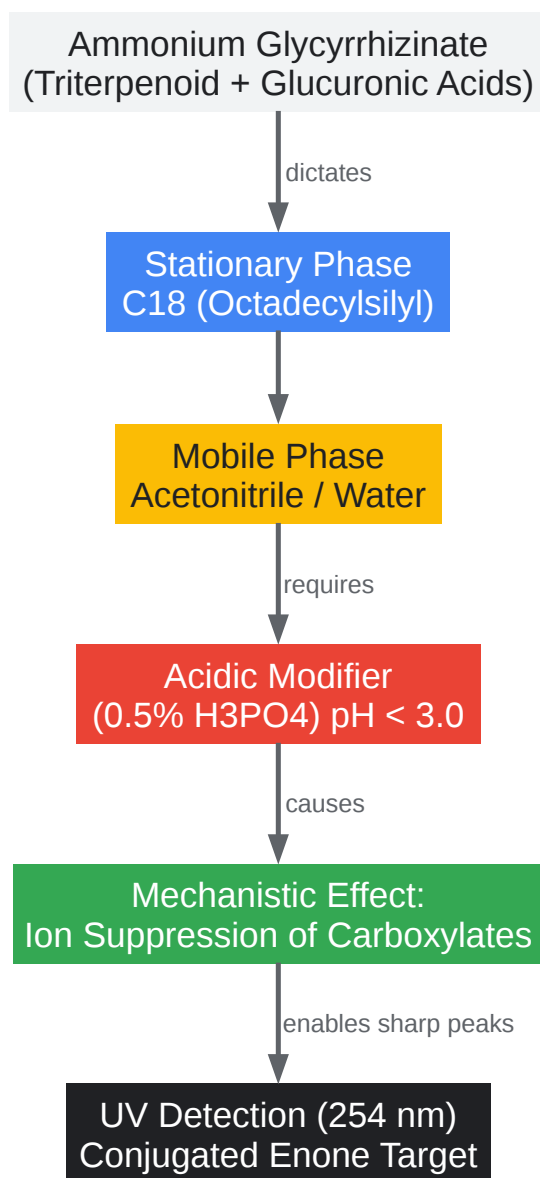 Ammonium Glycyrrhizinate
(Triterpenoid + Glucuronic Acids)
dictates
Stationary Phase
C18 (Octadecylsilyl)
Mobile Phase
Acetonitrile / Water
requires
Acidic Modifier
(0.5% H3PO4) pH < 3.0
causes
Mechanistic Effect:
Ion Suppression of Carboxylates
enables sharp peaks
UV Detection (254 nm)
Conjugated Enone Target